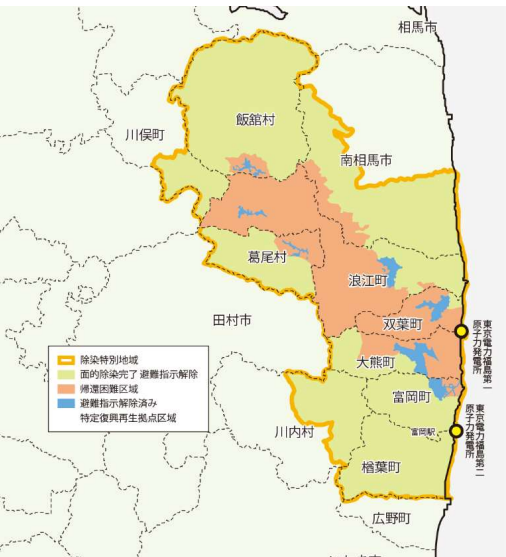 相馬市
飯舘村
川俣町
南相馬市
葛尾村
浪江町
双葉町
東京電力福島第一
原子力発電所
田村市
大熊町
除染特別地域
面的除染完了 避難指示解除
帰還困難区域
避難指示解除済み
特定復興再生拠点区域
富岡町
東京電力福島第二
原子力発電所
富岡駅
川内村
楢葉町
広野町